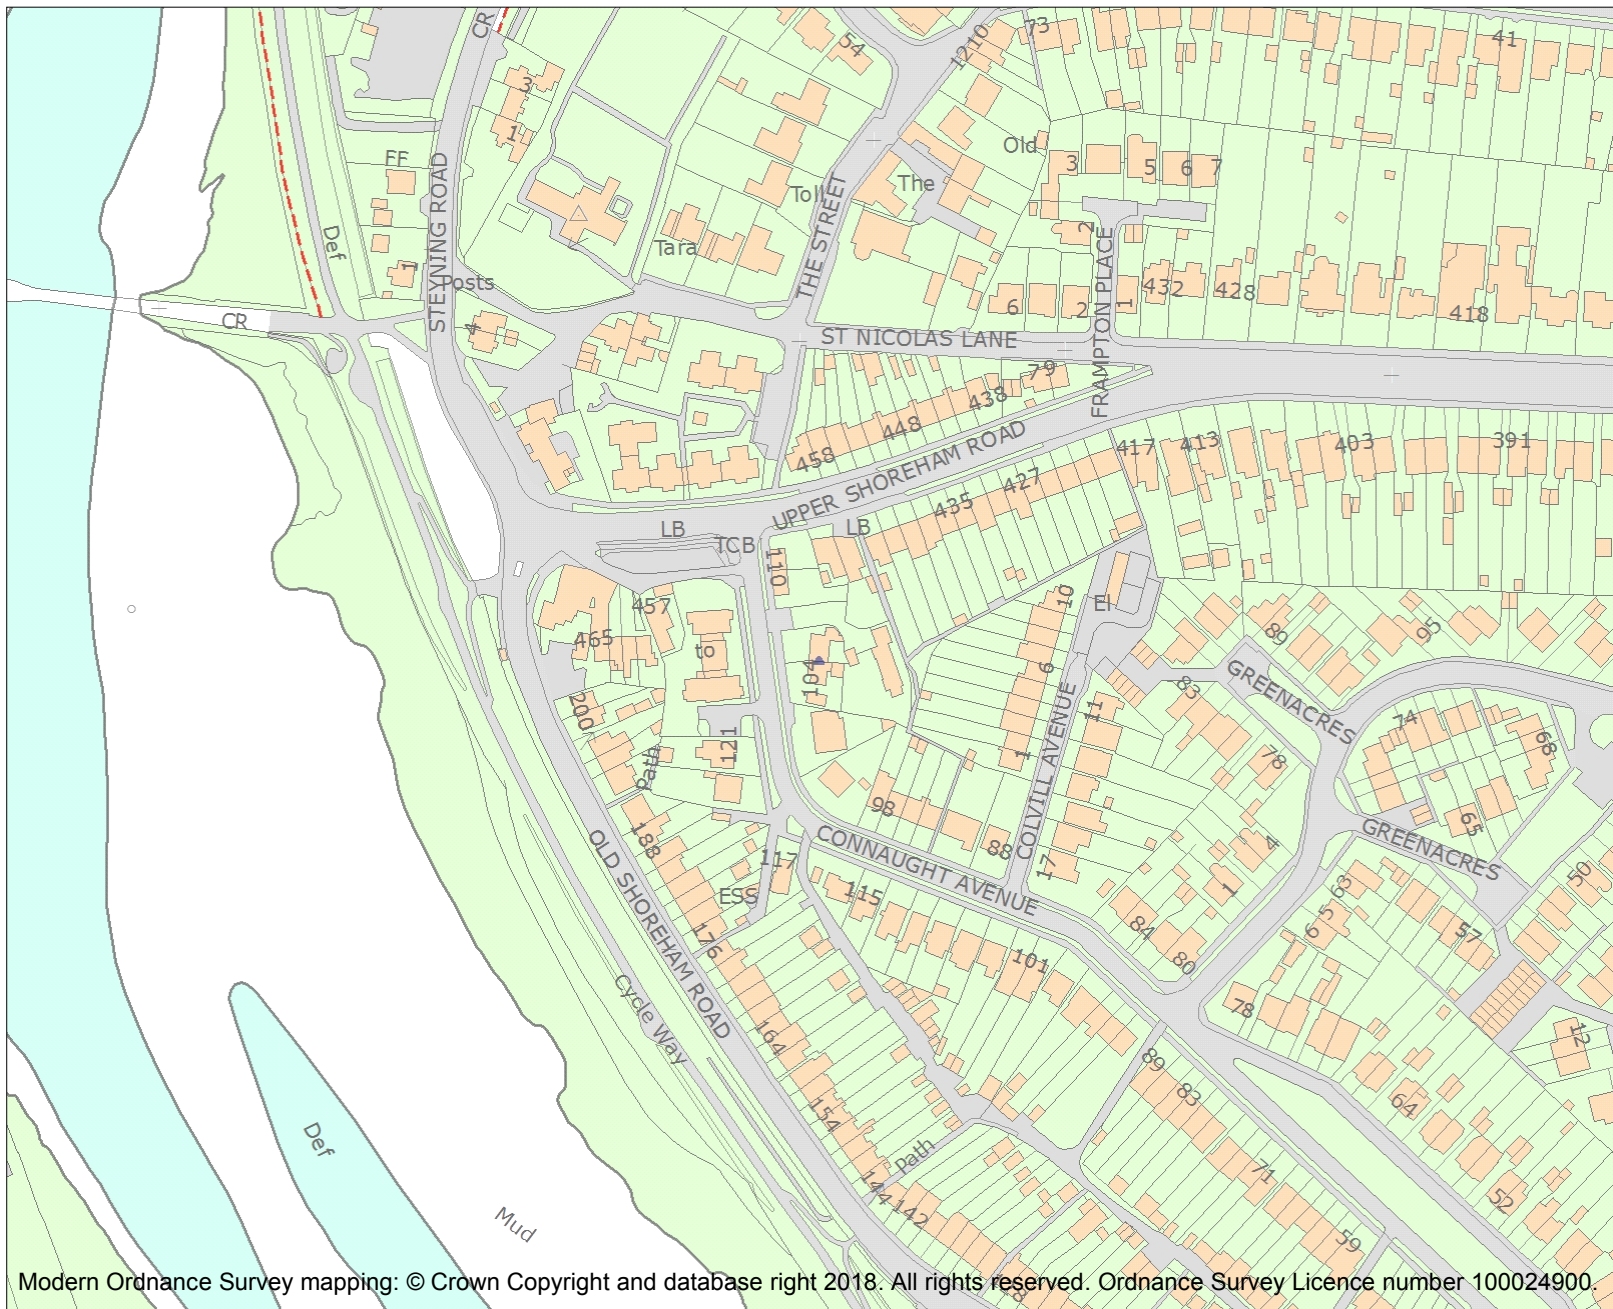 CR
54
1210
73
41
3
1
FF
STEYNING ROAD
Def
1
Posts
Toll
THE STREET
The
Old
3
5
6
7
2
Tara
CR
4
6
2
1
432
428
418
FRAMPTON PLACE
ST NICOLAS LANE
79
438
448
458
UPPER SHOREHAM ROAD
417
413
403
391
427
435
LB
LB
TCB
110
457
465
to
104
10
El
6
89
95
GREENACRES
83
11
200
121
Path
1
COLVILL AVENUE
78
74
68
65
98
88
17
188
OLD SHOREHAM ROAD
CONNAUGHT AVENUE
GREENACRES
4
1
50
63
5
6
57
117
115
ESS
84
80
176
101
78
12
Cycle Way
164
89
83
64
154
Def
Path
71
52
144
142
59
Mud
Modern Ordnance Survey mapping: © Crown Copyright and database right 2018. All rights reserved. Ordnance Survey Licence number 100024900.